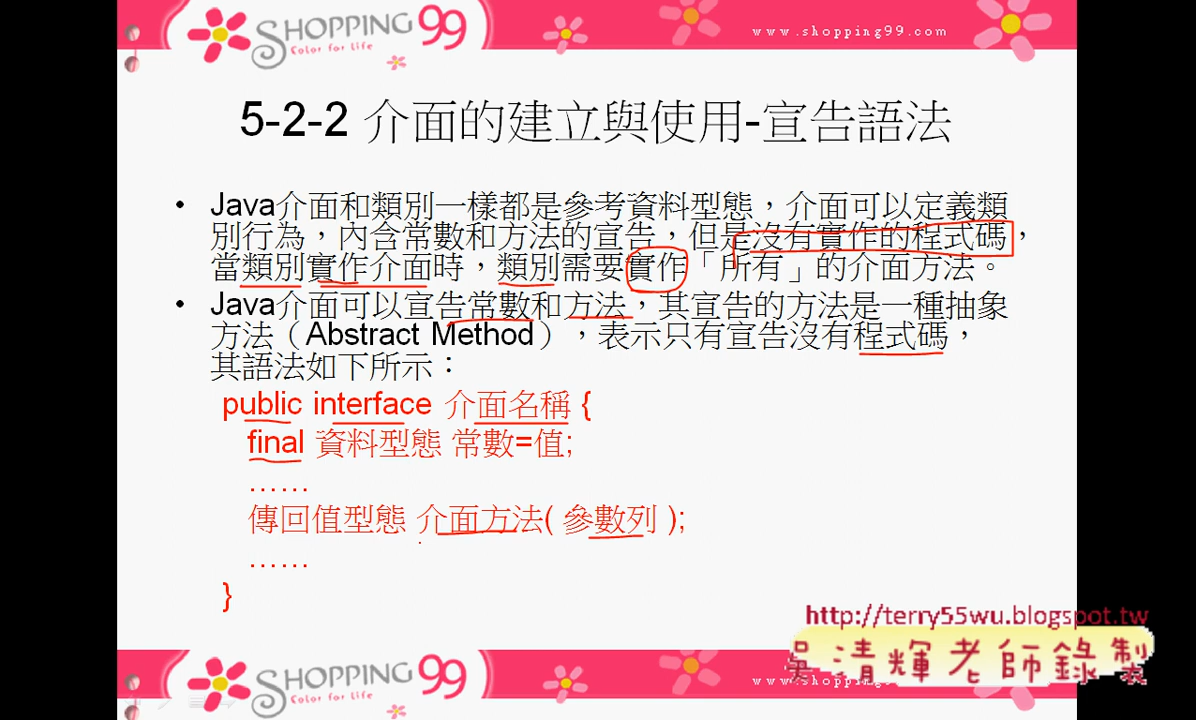 SHOPPING 99
Color for Life
www.shopping99.com
5-2-2 介面的建立與使用-宣告語法
• Java介面和類別一樣都是參考資料型態，介面可以定義類
別行為，內含常數和方法的宣告，但是沒有實作的程式碼，
當類別實作介面時，類別需要實作「所有」的介面方法。
• Java介面可以宣告常數和方法，其宣告的方法是一種抽象
方法（Abstract Method），表示只有宣告沒有程式碼，
其語法如下所示：
public interface 介面名稱 {
final 資料型態 常數=值;
……
傳回值型態 介面方法( 參數列 );
……
}
http://terry55wu.blogspot.tw
吳清輝老師錄製
SHOPPING 99
Color for Life